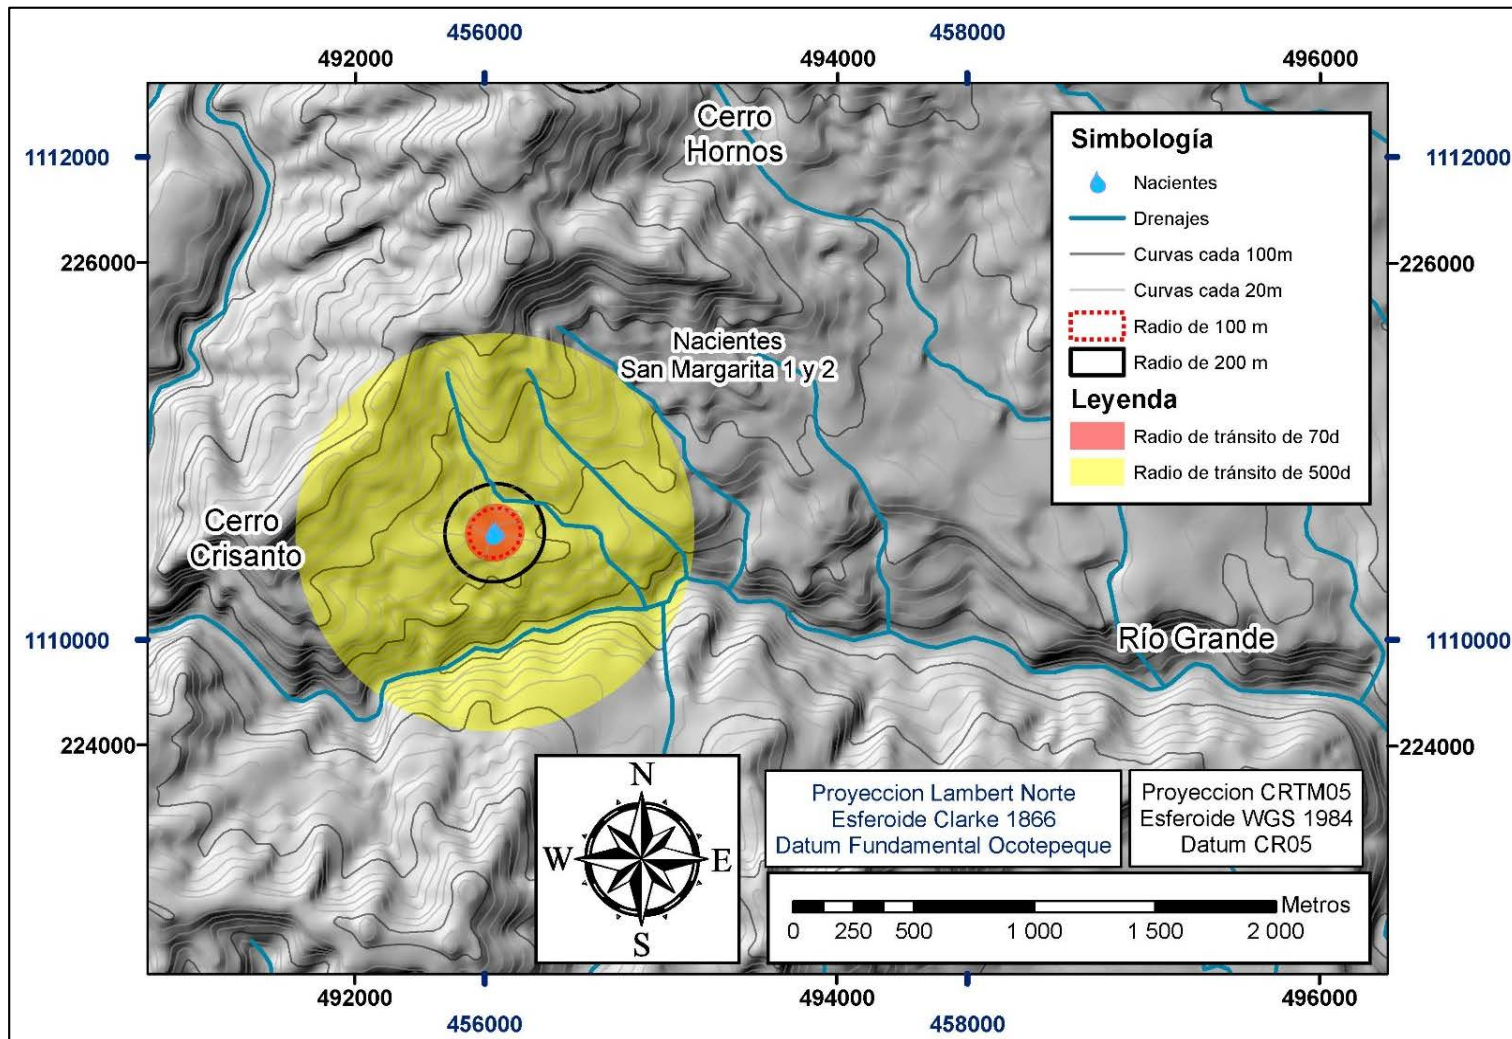 456000
458000
492000
494000
496000
Cerro
Hornos
1112000
1112000
226000
226000
Nacientes
San Margarita 1 y 2
Cerro
Crisanto
1110000
1110000
Río Grande
224000
224000
Simbología
Nacientes
Drenajes
Curvas cada 100m
Curvas cada 20m
Radio de 100 m
Radio de 200 m
Leyenda
Radio de tránsito de 70d
Radio de tránsito de 500d
N
W
E
S
Proyeccion Lambert Norte
Esferoide Clarke 1866
Datum Fundamental Ocotepeque
Proyeccion CRTM05
Esferoide WGS 1984
Datum CR05
Metros
0 250 500 1 000 1 500 2 000
492000
494000
496000
456000
458000